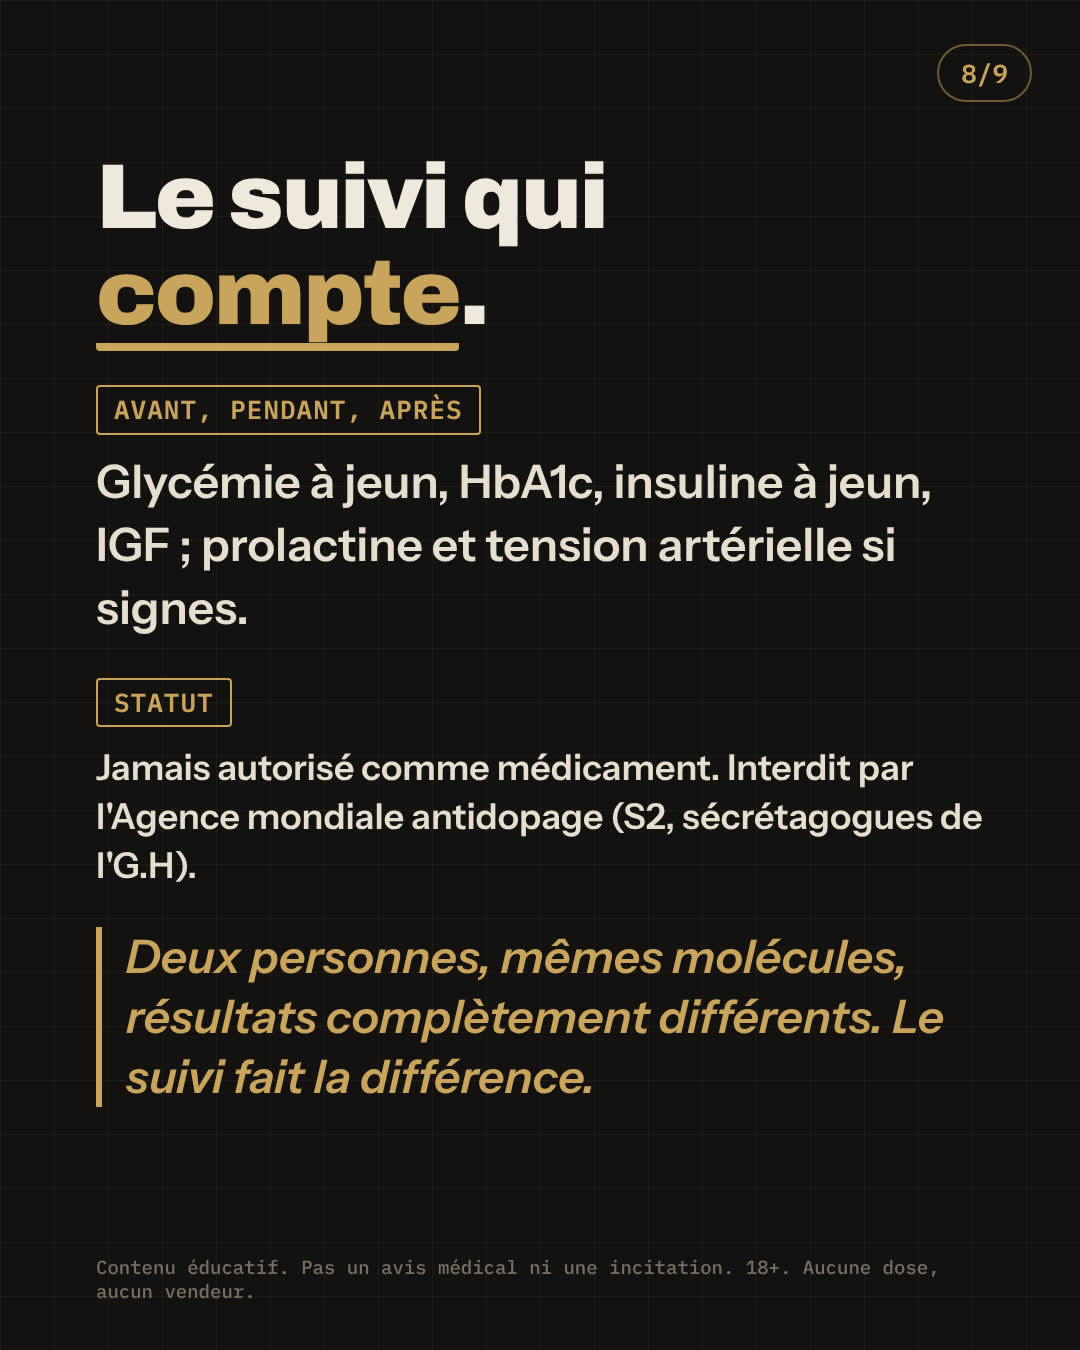 8/9
Le suivi qui
compte.
AVANT, PENDANT, APRÈS
Glycémie à jeun, HbA1c, insuline à jeun,
IGF ; prolactine et tension artérielle si
signes.
STATUT
Jamais autorisé comme médicament. Interdit par
l'Agence mondiale antidopage (S2, sécrétagogues de
l'G.H).
Deux personnes, mêmes molécules,
résultats complètement différents. Le
suivi fait la différence.
Contenu éducatif. Pas un avis médical ni une incitation. 18+. Aucune dose,
aucun vendeur.